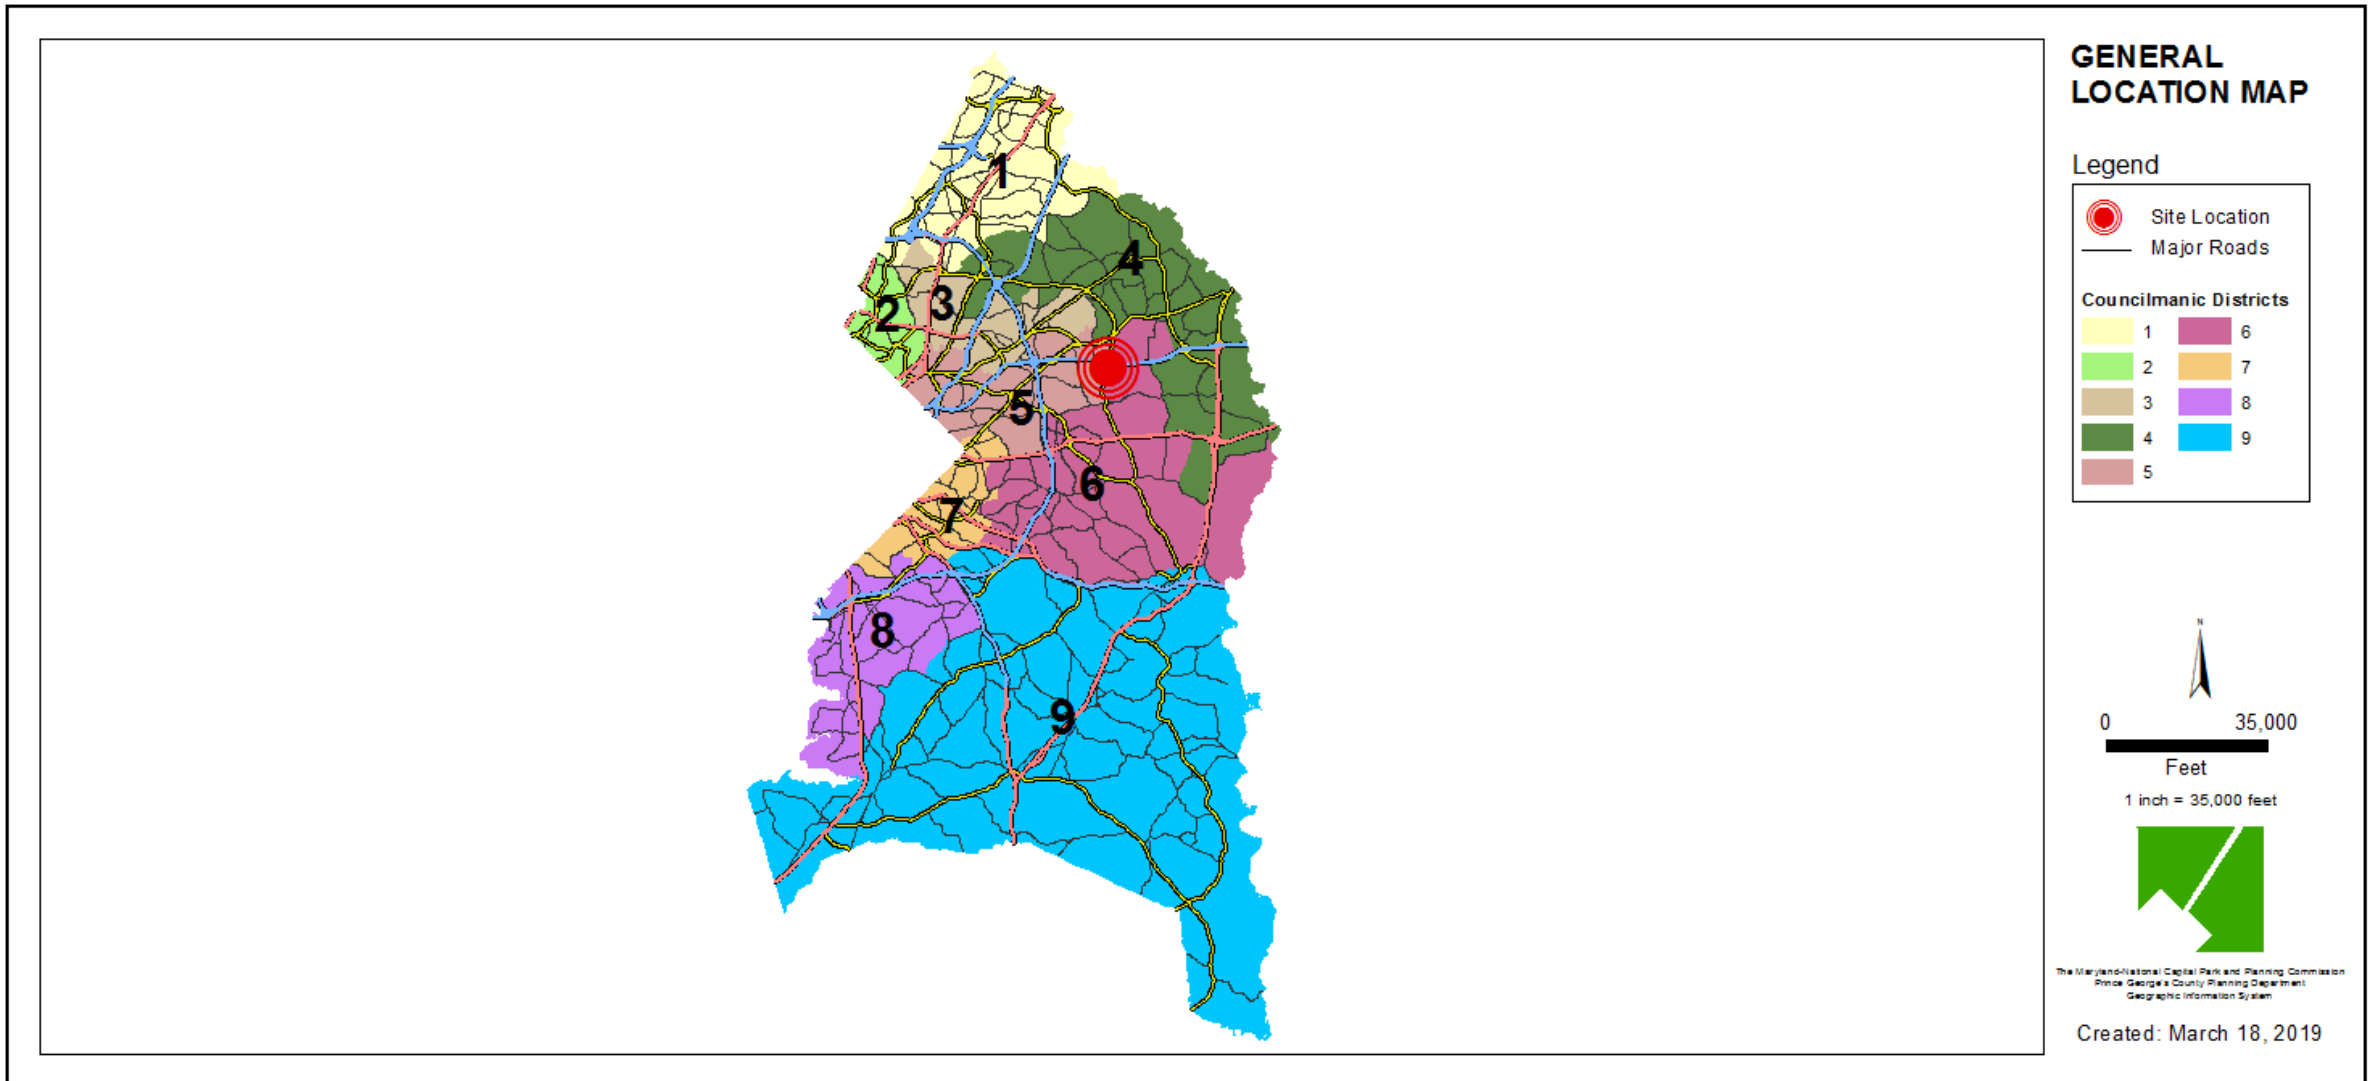 GENERAL
LOCATION MAP
Legend
Site Location
Major Roads
Councilmanic Districts
1 6
2 7
3 8
4 9
5
1
4
2
3
5
6
7
8
9
N
0 35,000
Feet
1 inch = 35,000 feet
The Maryland-National Capital Park and Planning Commission
Prince George's County Planning Department
Geographic Information System
Created: March 18, 2019